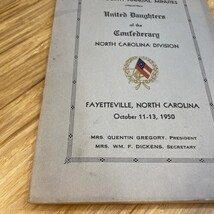 ANNUAL MINUTES
United Daughters
of the
Confederacy
NORTH CAROLINA DIVISION
FAYETTEVILLE, NORTH CAROLINA
October 11-13, 1950
MRS. QUENTIN GREGORY, PRESIDENT
MRS. WM. F. DICKENS, SECRETARY